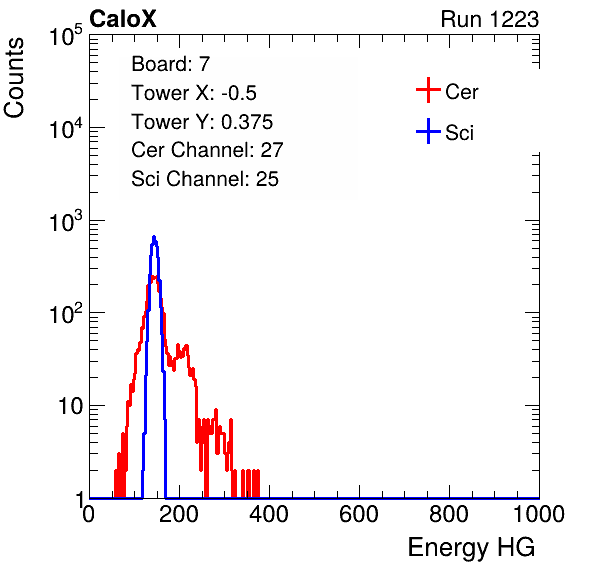 CaloX Run 1223
Counts
Board: 7
Tower X: -0.5
Tower Y: 0.375
Cer Channel: 27
Sci Channel: 25
Cer
Sci
10^5
10^4
10^3
10^2
10
1
0 200 400 600 800 1000
Energy HG